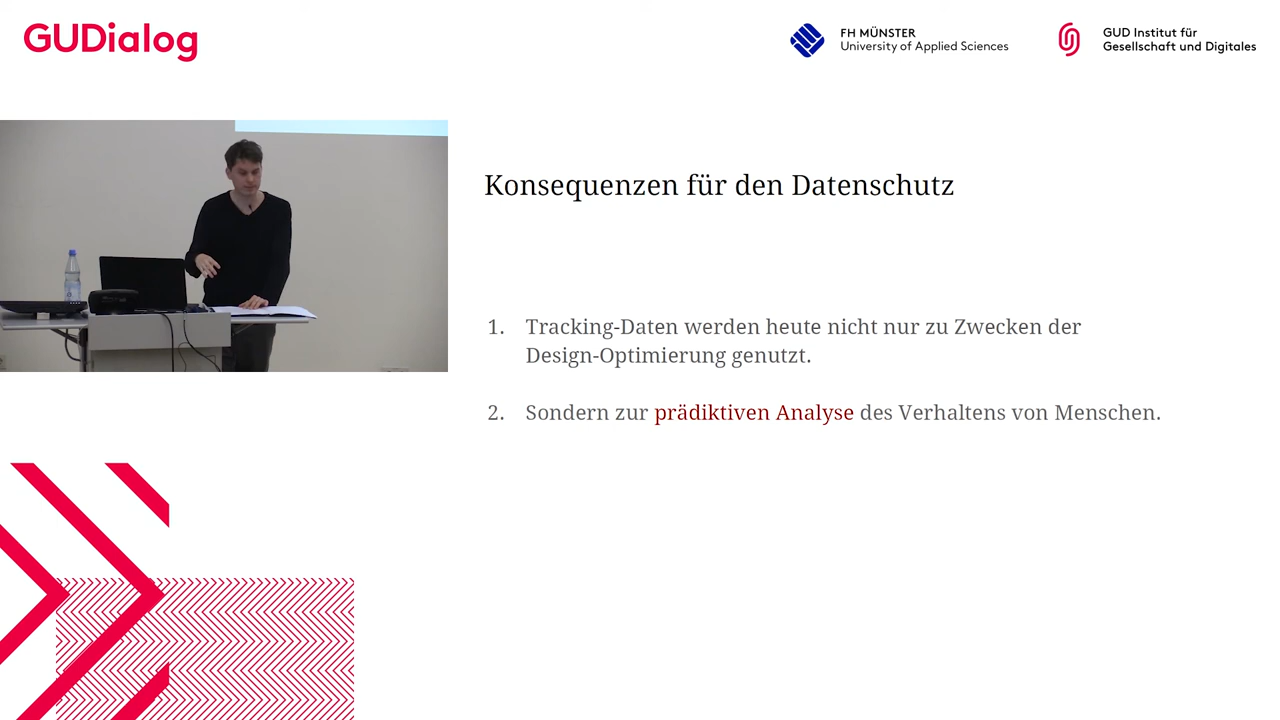 GUDialog
FH MÜNSTER
University of Applied Sciences
GUD Institut für
Gesellschaft und Digitales
Konsequenzen für den Datenschutz
1. Tracking-Daten werden heute nicht nur zu Zwecken der
Design-Optimierung genutzt.
2. Sondern zur prädiktiven Analyse des Verhaltens von Menschen.